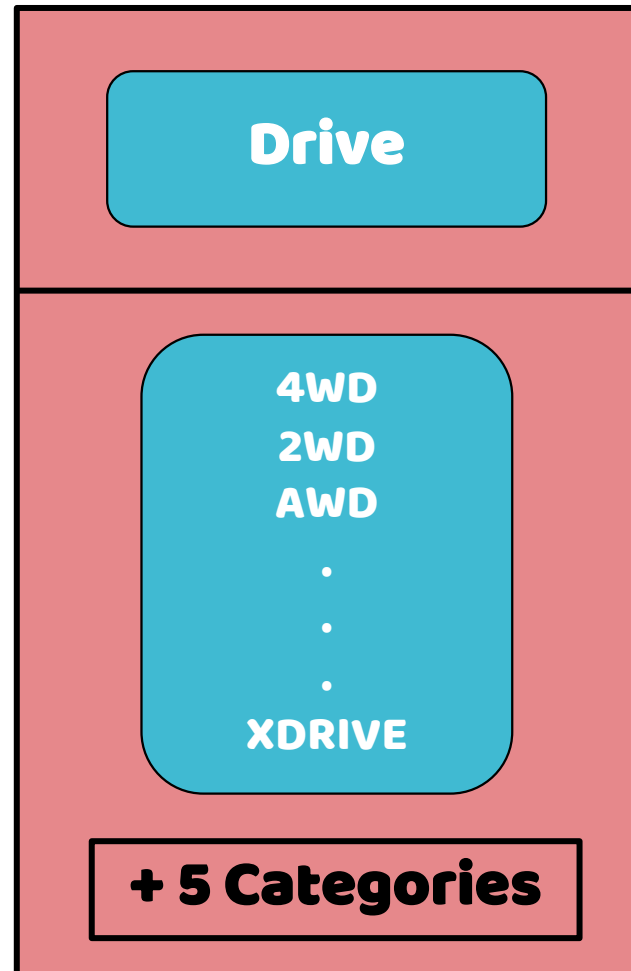 Drive
4WD
2WD
AWD
.
.
.
XDRIVE
+ 5 Categories